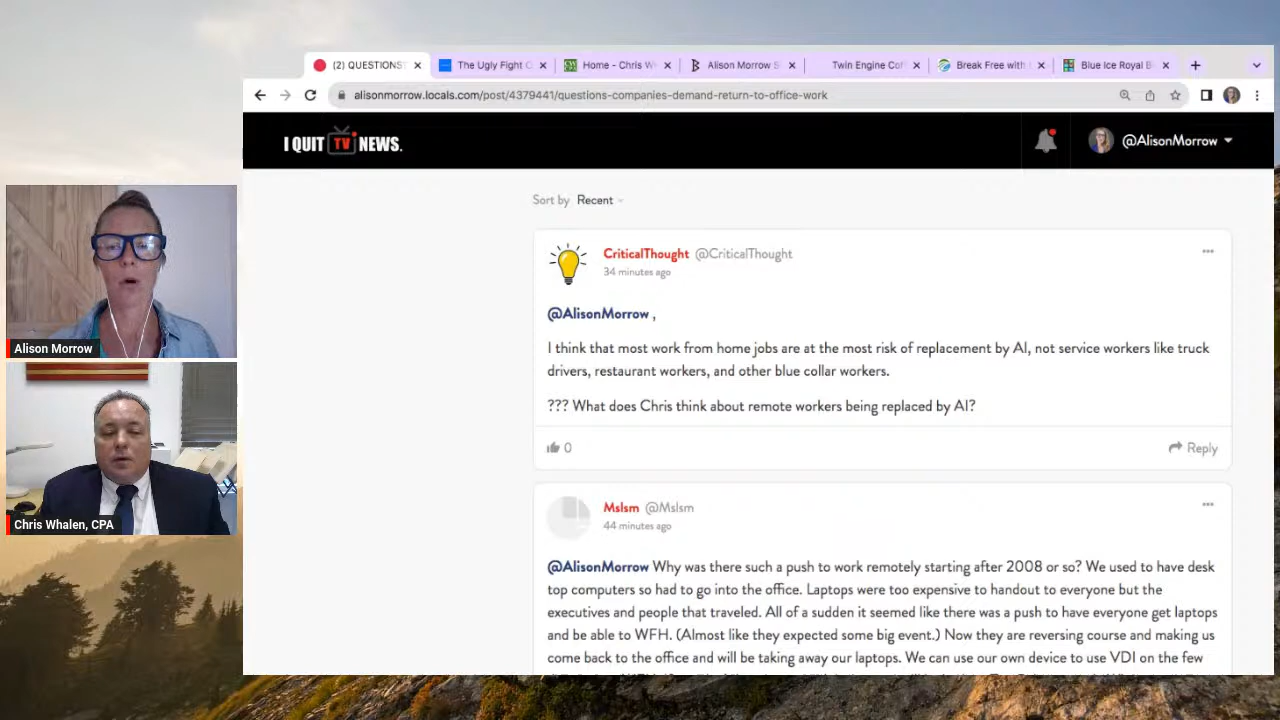 (2) QUESTIONS
The Ugly Fight
Home - Chris W
Alison Morrow S
Twin Engine Cof
Break Free with
Blue Ice Royal B
alisonmorrow.locals.com/post/4379441/questions-companies-demand-return-to-office-work
I QUIT TV NEWS.
@AlisonMorrow
Sort by Recent
CriticalThought @CriticalThought
34 minutes ago
@AlisonMorrow ,
I think that most work from home jobs are at the most risk of replacement by AI, not service workers like truck
drivers, restaurant workers, and other blue collar workers.
??? What does Chris think about remote workers being replaced by AI?
0
Reply
Mslsm @Mslsm
44 minutes ago
@AlisonMorrow Why was there such a push to work remotely starting after 2008 or so? We used to have desk
top computers so had to go into the office. Laptops were too expensive to handout to everyone but the
executives and people that traveled. All of a sudden it seemed like there was a push to have everyone get laptops
and be able to WFH. (Almost like they expected some big event.) Now they are reversing course and making us
come back to the office and will be taking away our laptops. We can use our own device to use VDI on the few
Alison Morrow
Chris Whalen, CPA